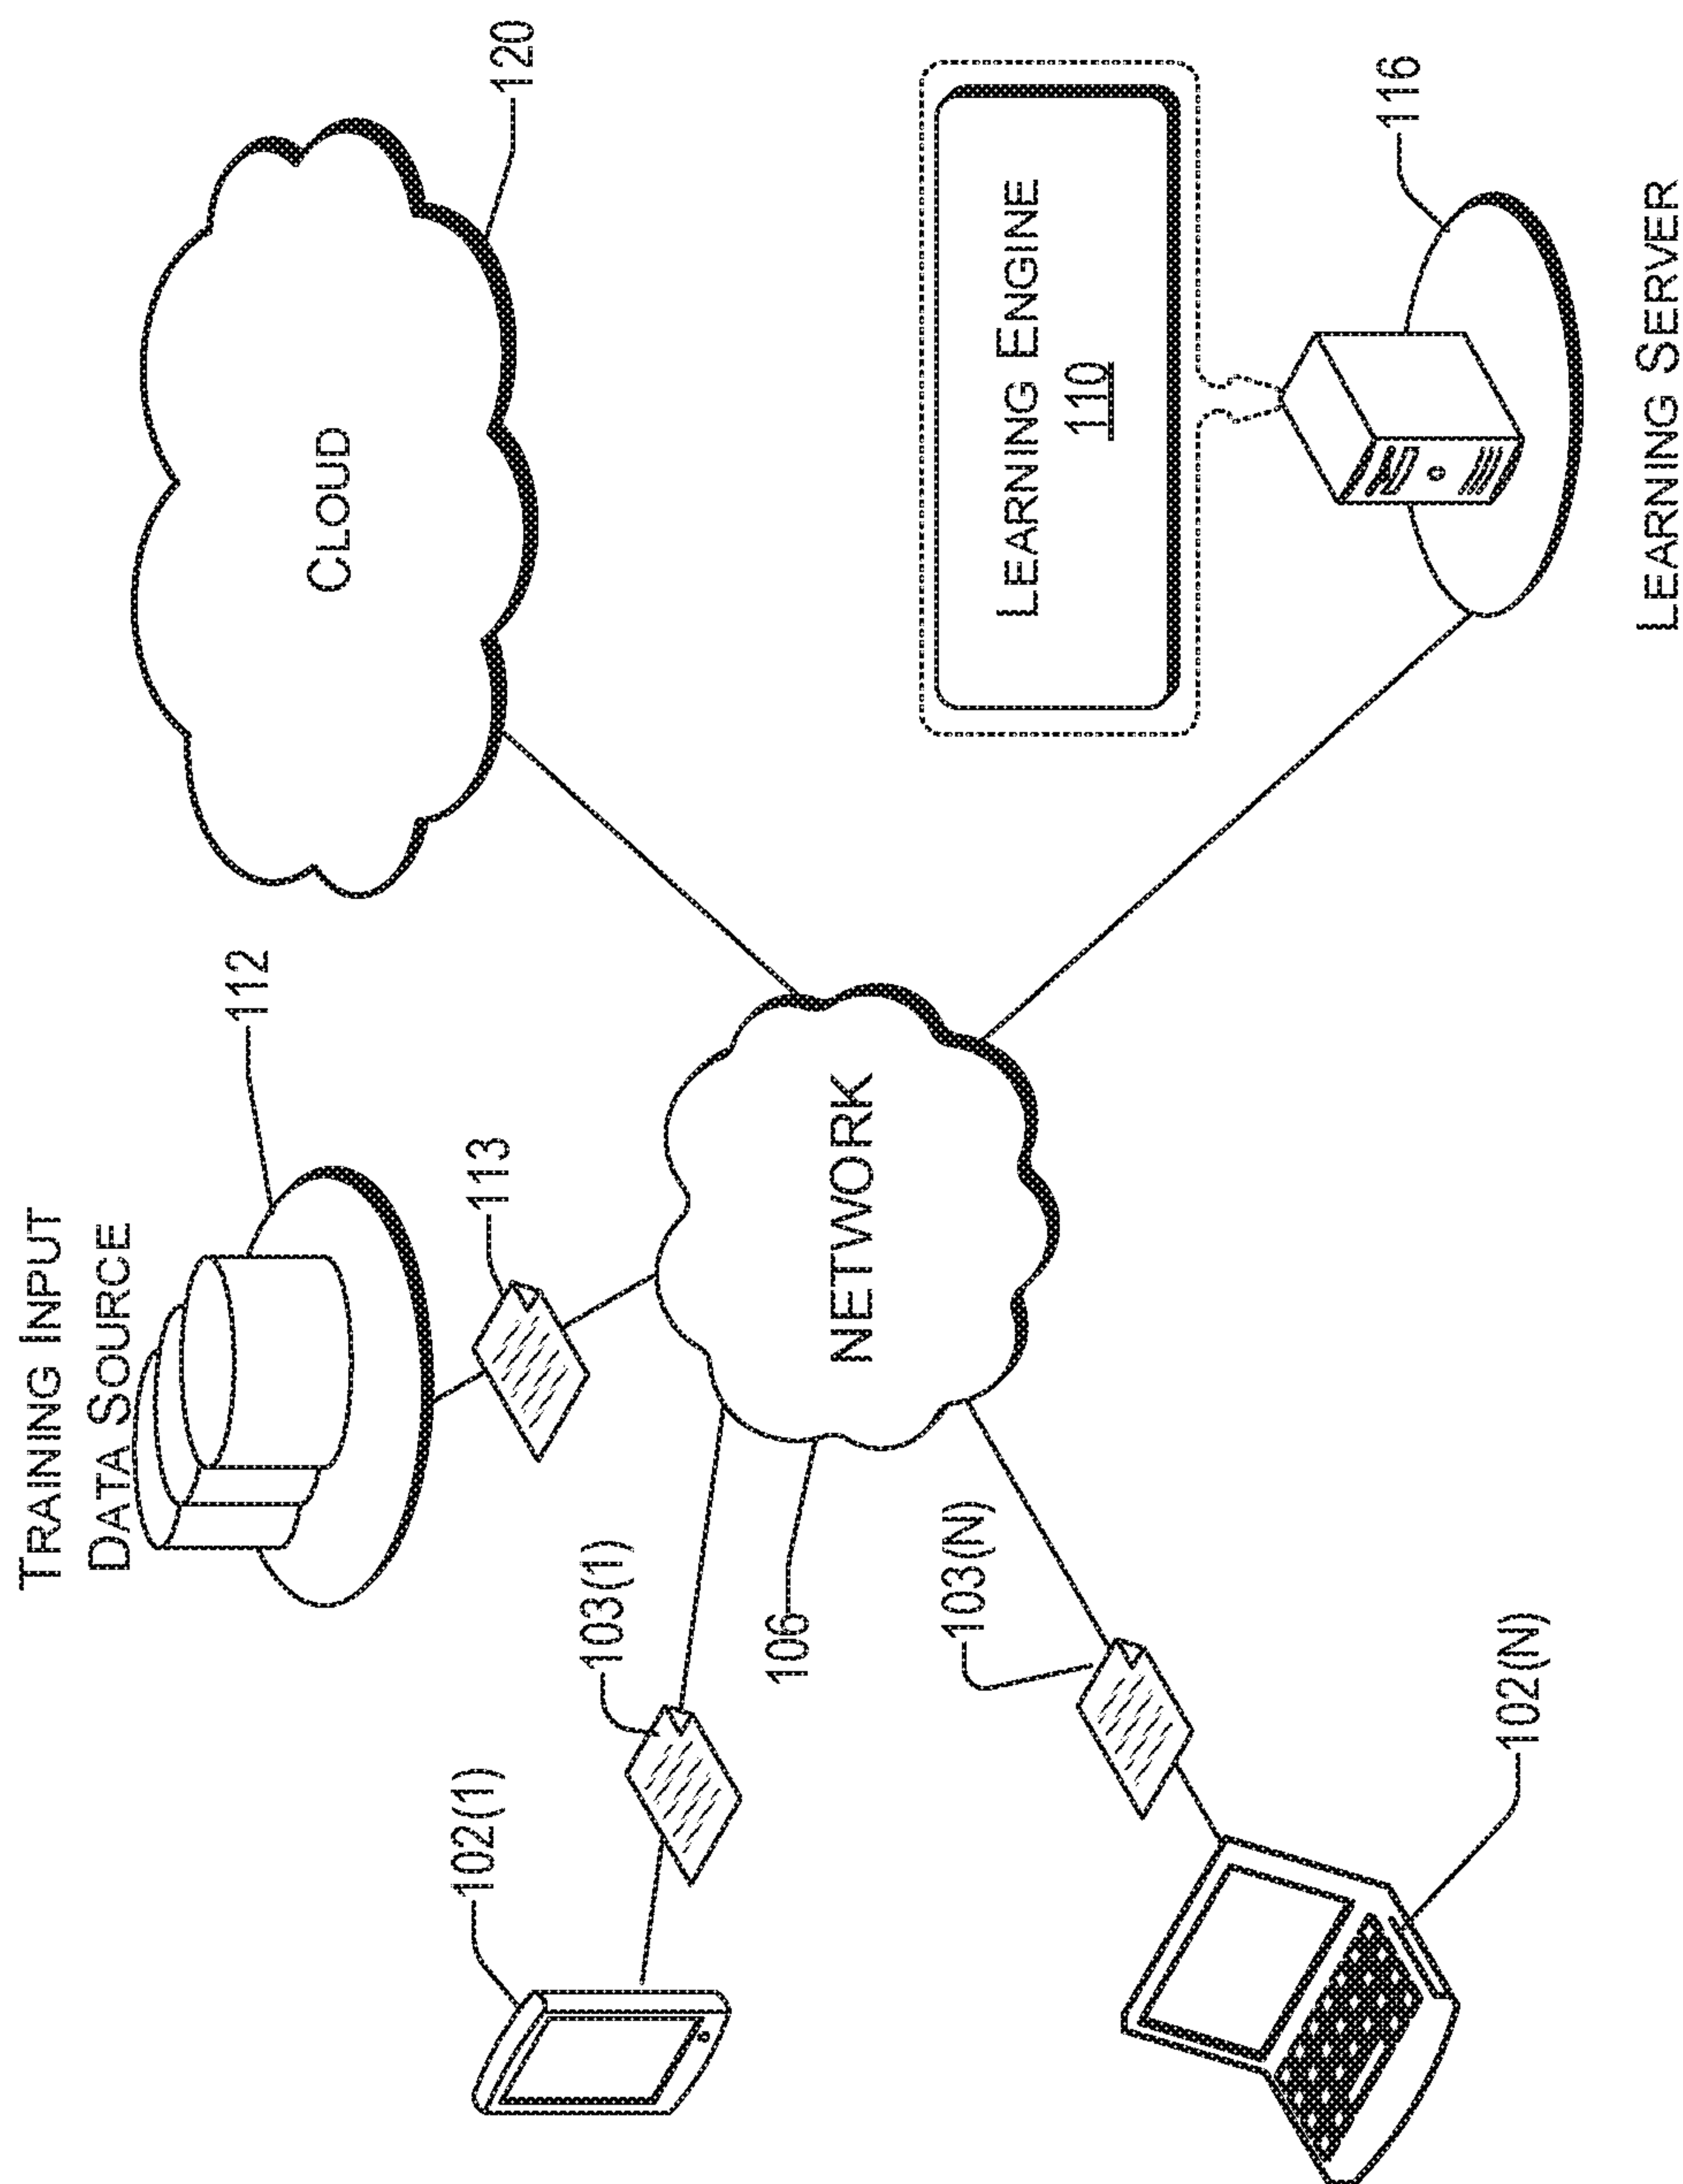 TRAINING INPUT
DATA SOURCE
112
113
102(1)
103(1)
106
103(N)
102(N)
NETWORK
CLOUD
120
LEARNING ENGINE
110
116
LEARNING SERVER